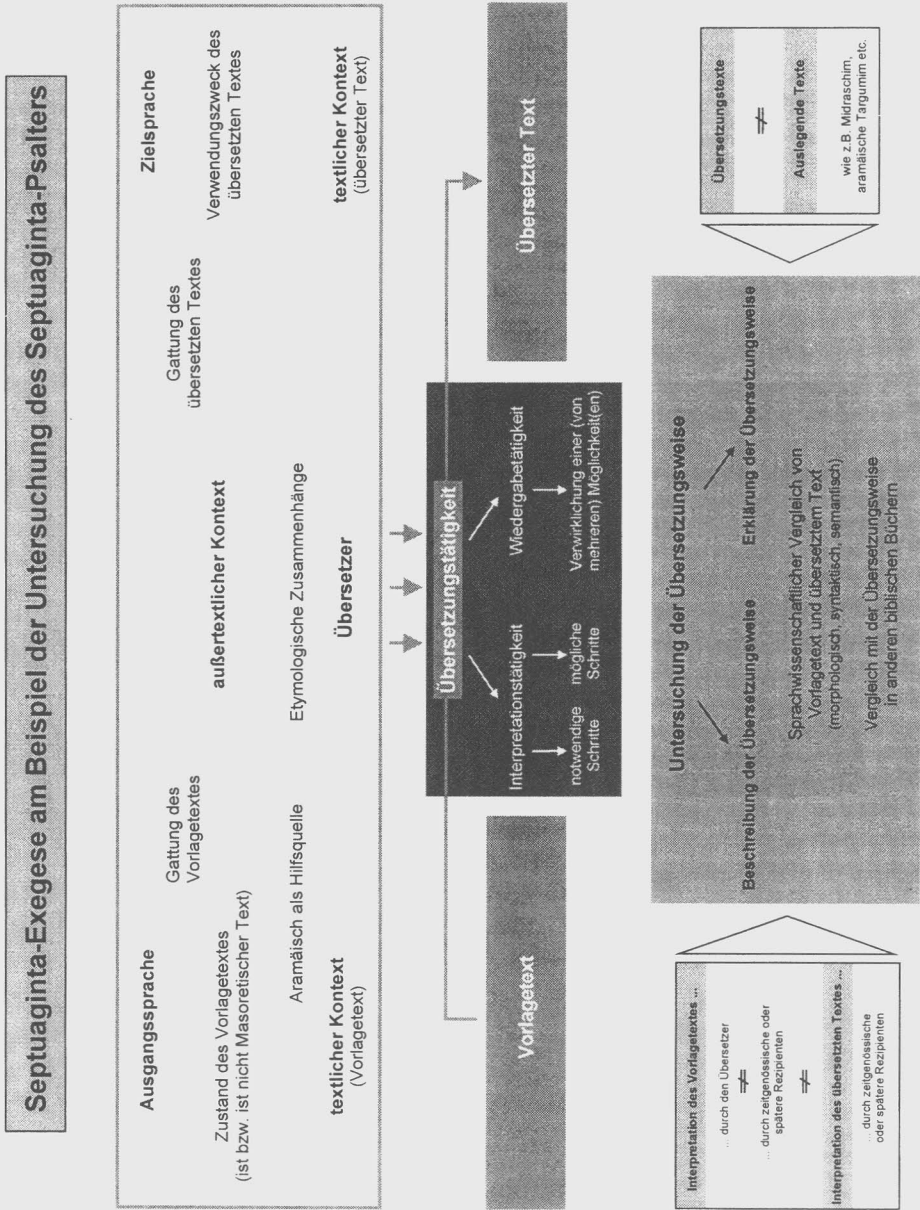 Septuaginta-Exegese am Beispiel der Untersuchung des Septuaginta-Psalters
Ausgangssprache
Zielsprache
Gattung des
Vorlagetextes
Gattung des
übersetzten Textes
Zustand des Vorlagetextes
(ist bzw. ist nicht Masoretischer Text)
außertextlicher Kontext
Verwendungszweck des
übersetzten Textes
Aramäisch als Hilfsquelle
Etymologische Zusammenhänge
textlicher Kontext
(Vorlagetext)
Übersetzer
textlicher Kontext
(übersetzter Text)
Vorlagetext
Übersetzungstätigkeit
Interpretationstätigkeit
Wiedergabetätigkeit
notwendige
Schritte
mögliche
Schritte
Verwirklichung einer (von
mehreren) Möglichkeit(en)
Übersetzter Text
Interpretation des Vorlagetextes ...
... durch den Übersetzer
≠
... durch zeitgenössische oder
spätere Rezipienten
≠
Interpretation des übersetzten Textes ...
... durch zeitgenössische
oder spätere Rezipienten
Untersuchung der Übersetzungsweise
Beschreibung der Übersetzungsweise
Erklärung der Übersetzungsweise
Sprachwissenschaftlicher Vergleich von
Vorlagetext und übersetztem Text
(morphologisch, syntaktisch, semantisch)
Vergleich mit der Übersetzungsweise
in anderen biblischen Büchern
Übersetzungstexte
≠
Auslegende Texte
wie z.B. Midraschim,
aramäische Targumim etc.